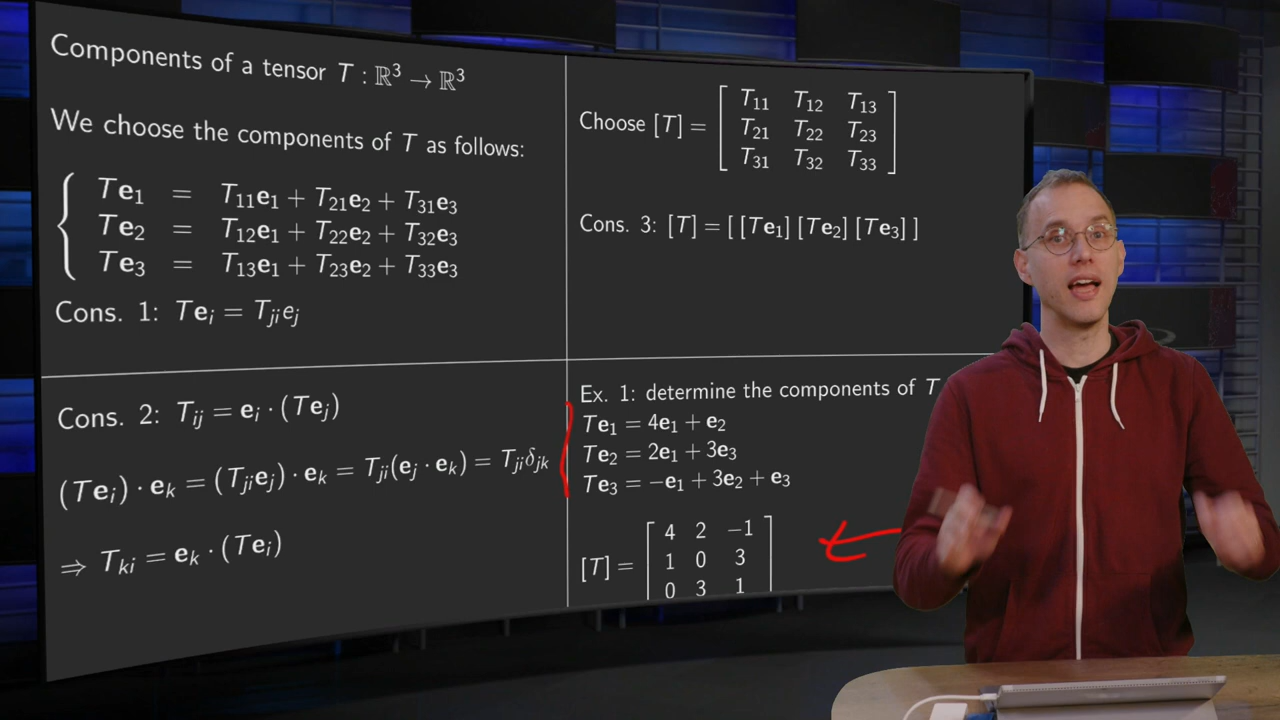 Components of a tensor T : ℝ³ → ℝ³
We choose the components of T as follows:
Te₁ = T₁₁e₁ + T₂₁e₂ + T₃₁e₃
Te₂ = T₁₂e₁ + T₂₂e₂ + T₃₂e₃
Te₃ = T₁₃e₁ + T₂₃e₂ + T₃₃e₃
Cons. 1: Teᵢ = Tⱼᵢeⱼ
Choose [T] = [ T₁₁ T₁₂ T₁₃
T₂₁ T₂₂ T₂₃
T₃₁ T₃₂ T₃₃ ]
Cons. 3: [T] = [ [Te₁] [Te₂] [Te₃] ]
Cons. 2: Tᵢⱼ = eᵢ · (Teⱼ)
(Teᵢ) · eₖ = (Tⱼᵢeⱼ) · eₖ = Tⱼᵢ(eⱼ · eₖ) = Tⱼᵢδⱼₖ
⇒ Tₖᵢ = eₖ · (Teᵢ)
Ex. 1: determine the components of T
Te₁ = 4e₁ + e₂
Te₂ = 2e₁ + 3e₃
Te₃ = −e₁ + 3e₂ + e₃
[T] = [ 4 2 −1
1 0 3
0 3 1 ]